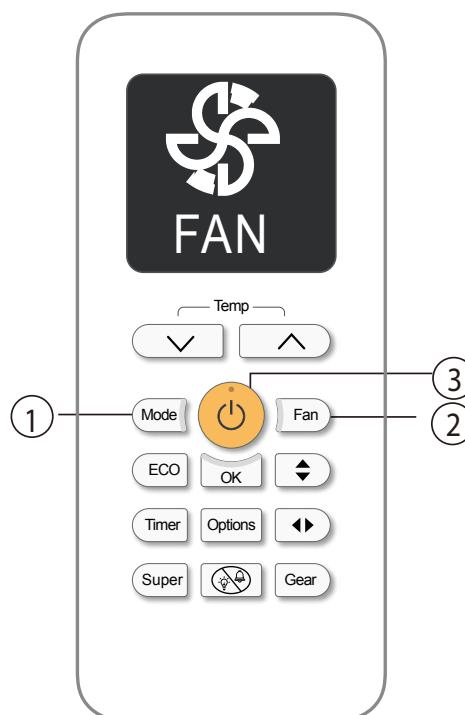 FAN
Temp
3
1
Mode
Fan
2
ECO
OK
Timer
Options
Super
Gear